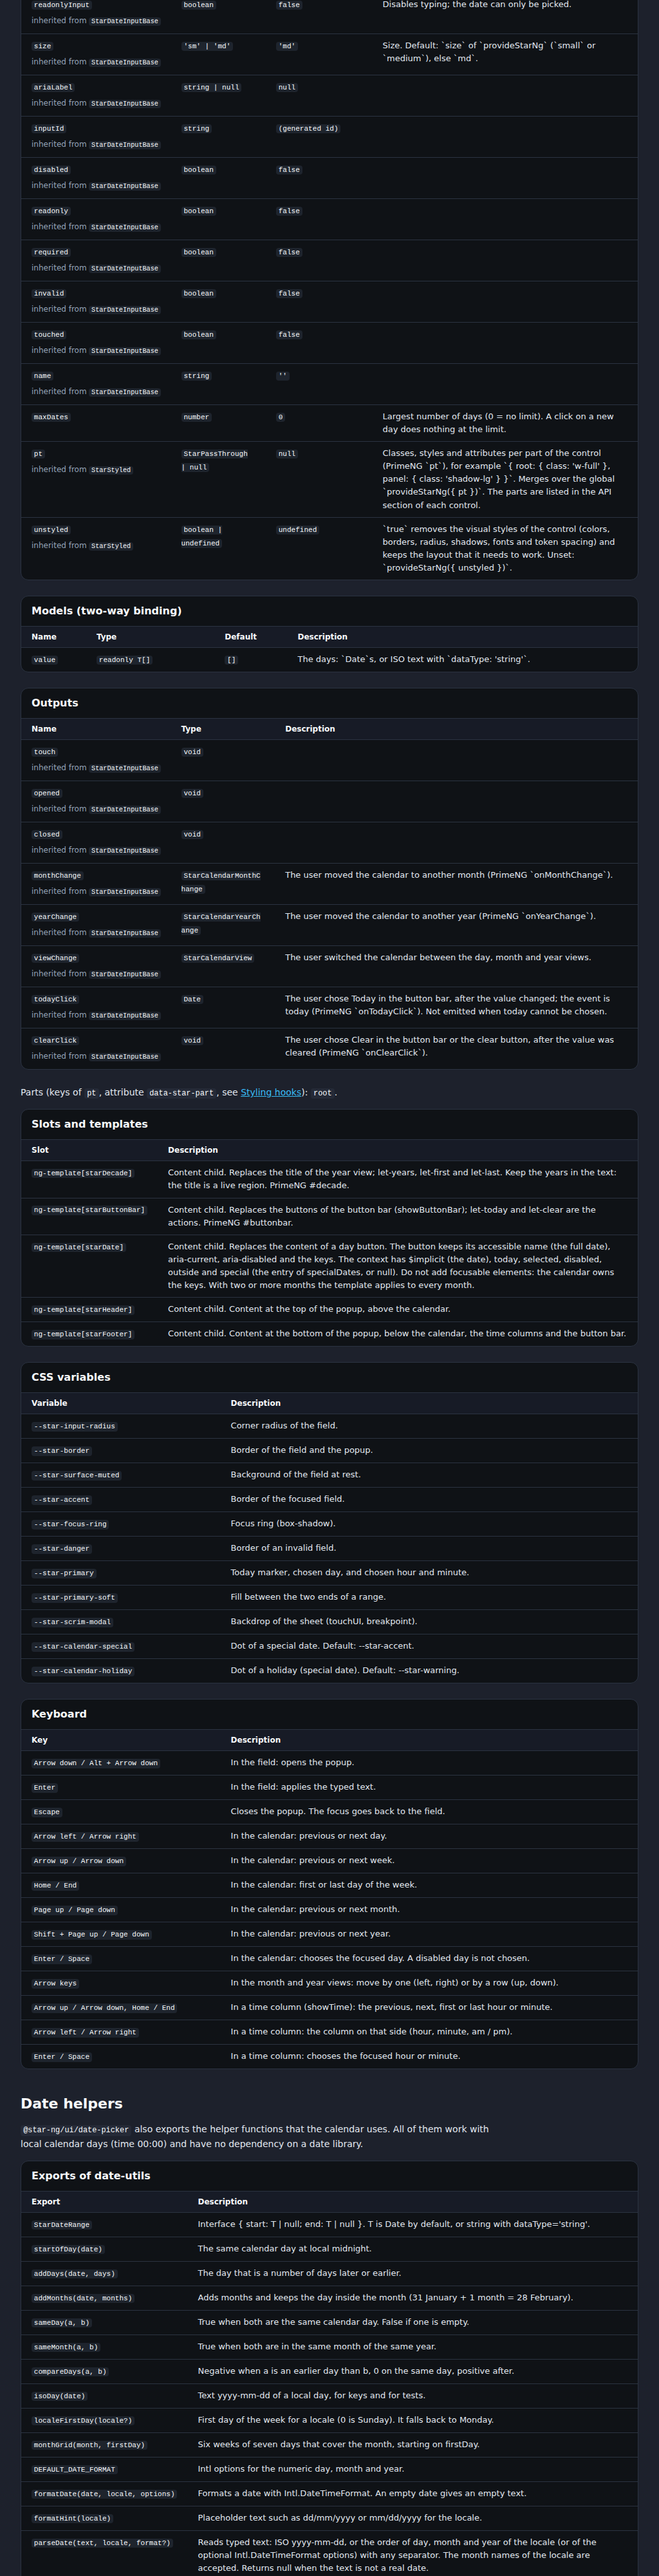 readonlyInput boolean false Disables typing; the date can only be picked.
inherited from StarDateInputBase
size 'sm' | 'md' 'md' Size. Default: `size` of `provideStarNg` (`small` or
inherited from StarDateInputBase `medium`), else `md`.
ariaLabel string | null null
inherited from StarDateInputBase
inputId string (generated id)
inherited from StarDateInputBase
disabled boolean false
inherited from StarDateInputBase
readonly boolean false
inherited from StarDateInputBase
required boolean false
inherited from StarDateInputBase
invalid boolean false
inherited from StarDateInputBase
touched boolean false
inherited from StarDateInputBase
name string ''
inherited from StarDateInputBase
maxDates number 0 Largest number of days (0 = no limit). A click on a new
day does nothing at the limit.
pt StarPassThrough null Classes, styles and attributes per part of the control
inherited from StarStyled | null (PrimeNG `pt`), for example `{ root: { class: 'w-full' },
panel: { class: 'shadow-lg' } }`. Merges over the global
`provideStarNg({ pt })`. The parts are listed in the API
section of each control.
unstyled boolean | undefined `true` removes the visual styles of the control (colors,
inherited from StarStyled undefined borders, radius, shadows, fonts and token spacing) and
keeps the layout that it needs to work. Unset:
`provideStarNg({ unstyled })`.
Models (two-way binding)
Name Type Default Description
value readonly T[] [] The days: `Date`s, or ISO text with `dataType: 'string'`.
Outputs
Name Type Description
touch void
inherited from StarDateInputBase
opened void
inherited from StarDateInputBase
closed void
inherited from StarDateInputBase
monthChange StarCalendarMonthC The user moved the calendar to another month (PrimeNG `onMonthChange`).
inherited from StarDateInputBase hange
yearChange StarCalendarYearCh The user moved the calendar to another year (PrimeNG `onYearChange`).
inherited from StarDateInputBase ange
viewChange StarCalendarView The user switched the calendar between the day, month and year views.
inherited from StarDateInputBase
todayClick Date The user chose Today in the button bar, after the value changed; the event is
inherited from StarDateInputBase today (PrimeNG `onTodayClick`). Not emitted when today cannot be chosen.
clearClick void The user chose Clear in the button bar or the clear button, after the value was
inherited from StarDateInputBase cleared (PrimeNG `onClearClick`).
Parts (keys of pt, attribute data-star-part, see Styling hooks): root.
Slots and templates
Slot Description
ng-template[starDecade] Content child. Replaces the title of the year view; let-years, let-first and let-last. Keep the years in the text:
the title is a live region. PrimeNG #decade.
ng-template[starButtonBar] Content child. Replaces the buttons of the button bar (showButtonBar); let-today and let-clear are the
actions. PrimeNG #buttonbar.
ng-template[starDate] Content child. Replaces the content of a day button. The button keeps its accessible name (the full date),
aria-current, aria-disabled and the keys. The context has $implicit (the date), today, selected, disabled,
outside and special (the entry of specialDates, or null). Do not add focusable elements: the calendar owns
the keys. With two or more months the template applies to every month.
ng-template[starHeader] Content child. Content at the top of the popup, above the calendar.
ng-template[starFooter] Content child. Content at the bottom of the popup, below the calendar, the time columns and the button bar.
CSS variables
Variable Description
--star-input-radius Corner radius of the field.
--star-border Border of the field and the popup.
--star-surface-muted Background of the field at rest.
--star-accent Border of the focused field.
--star-focus-ring Focus ring (box-shadow).
--star-danger Border of an invalid field.
--star-primary Today marker, chosen day, and chosen hour and minute.
--star-primary-soft Fill between the two ends of a range.
--star-scrim-modal Backdrop of the sheet (touchUI, breakpoint).
--star-calendar-special Dot of a special date. Default: --star-accent.
--star-calendar-holiday Dot of a holiday (special date). Default: --star-warning.
Keyboard
Key Description
Arrow down / Alt + Arrow down In the field: opens the popup.
Enter In the field: applies the typed text.
Escape Closes the popup. The focus goes back to the field.
Arrow left / Arrow right In the calendar: previous or next day.
Arrow up / Arrow down In the calendar: previous or next week.
Home / End In the calendar: first or last day of the week.
Page up / Page down In the calendar: previous or next month.
Shift + Page up / Page down In the calendar: previous or next year.
Enter / Space In the calendar: chooses the focused day. A disabled day is not chosen.
Arrow keys In the month and year views: move by one (left, right) or by a row (up, down).
Arrow up / Arrow down, Home / End In a time column (showTime): the previous, next, first or last hour or minute.
Arrow left / Arrow right In a time column: the column on that side (hour, minute, am / pm).
Enter / Space In a time column: chooses the focused hour or minute.
Date helpers
@star-ng/ui/date-picker also exports the helper functions that the calendar uses. All of them work with
local calendar days (time 00:00) and have no dependency on a date library.
Exports of date-utils
Export Description
StarDateRange Interface { start: T | null; end: T | null }. T is Date by default, or string with dataType='string'.
startOfDay(date) The same calendar day at local midnight.
addDays(date, days) The day that is a number of days later or earlier.
addMonths(date, months) Adds months and keeps the day inside the month (31 January + 1 month = 28 February).
sameDay(a, b) True when both are the same calendar day. False if one is empty.
sameMonth(a, b) True when both are in the same month of the same year.
compareDays(a, b) Negative when a is an earlier day than b, 0 on the same day, positive after.
isoDay(date) Text yyyy-mm-dd of a local day, for keys and for tests.
localeFirstDay(locale?) First day of the week for a locale (0 is Sunday). It falls back to Monday.
monthGrid(month, firstDay) Six weeks of seven days that cover the month, starting on firstDay.
DEFAULT_DATE_FORMAT Intl options for the numeric day, month and year.
formatDate(date, locale, options) Formats a date with Intl.DateTimeFormat. An empty date gives an empty text.
formatHint(locale) Placeholder text such as dd/mm/yyyy or mm/dd/yyyy for the locale.
parseDate(text, locale, format?) Reads typed text: ISO yyyy-mm-dd, or the order of day, month and year of the locale (or of the
optional Intl.DateTimeFormat options) with any separator. The month names of the locale are
accepted. Returns null when the text is not a real date.